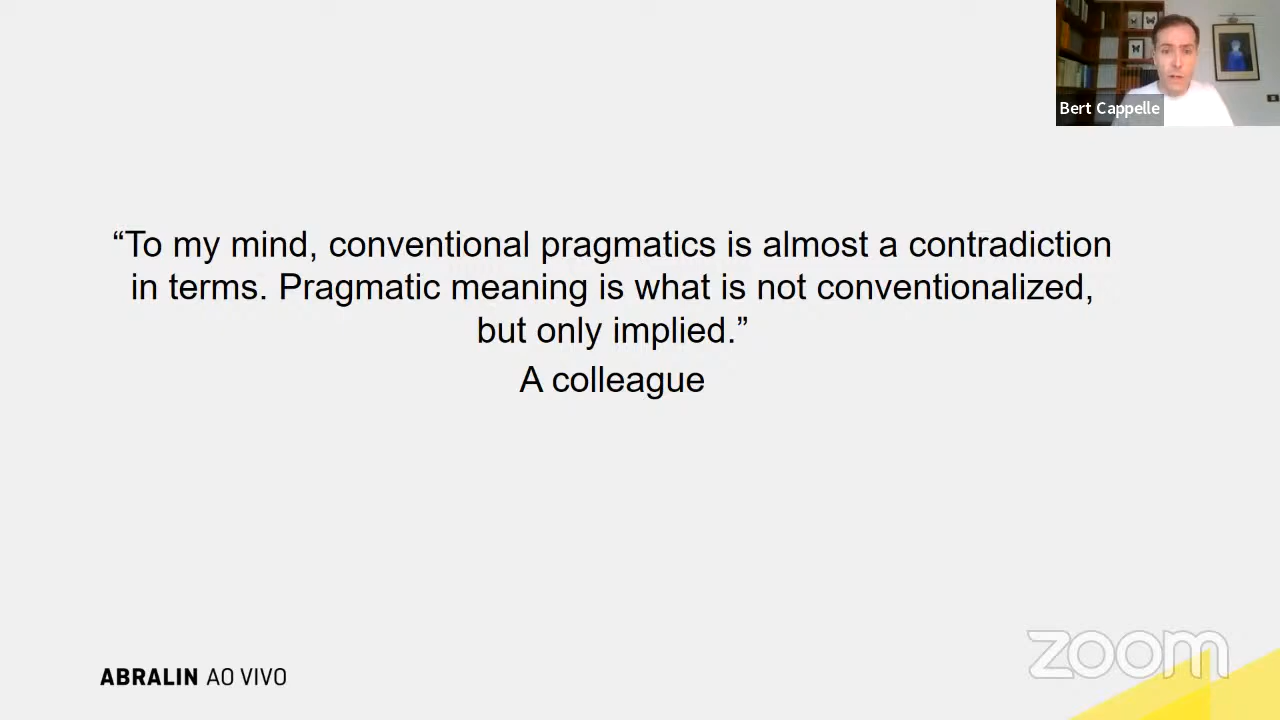 Bert Cappelle
“To my mind, conventional pragmatics is almost a contradiction
in terms. Pragmatic meaning is what is not conventionalized,
but only implied.”
A colleague
ABRALIN AO VIVO
zoom